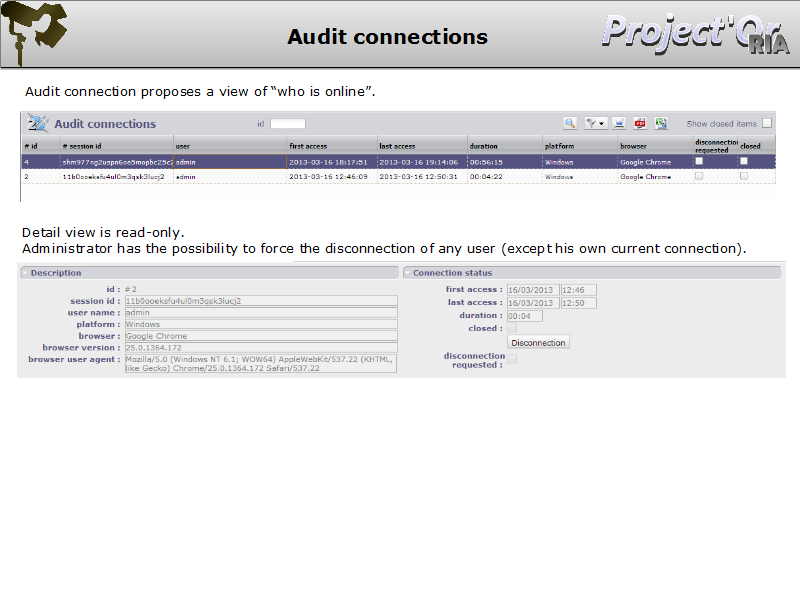 Audit connections
Project'Or
RIA
Audit connection proposes a view of “who is online”.
Audit connections id Show closed items
# id # session id user first access last access duration platform browser disconnection requested closed
4 admin 2013-03-16 18:17:51 2013-03-16 19:14:06 00:56:15 Windows Google Chrome
2 11b0ooeksfu4ul0m3qsk3lucj2 admin 2013-03-16 12:46:09 2013-03-16 12:50:31 00:04:22 Windows Google Chrome
Detail view is read-only.
Administrator has the possibility to force the disconnection of any user (except his own current connection).
Description
id : # 2
session id : 11b0ooeksfu4ul0m3qsk3lucj2
user name : admin
platform : Windows
browser : Google Chrome
browser version : 25.0.1364.172
browser user agent : Mozilla/5.0 (Windows NT 6.1; WOW64) AppleWebKit/537.22 (KHTML,
like Gecko) Chrome/25.0.1364.172 Safari/537.22
Connection status
first access : 16/03/2013 12:46
last access : 16/03/2013 12:50
duration : 00:04
closed :
Disconnection
disconnection
requested :